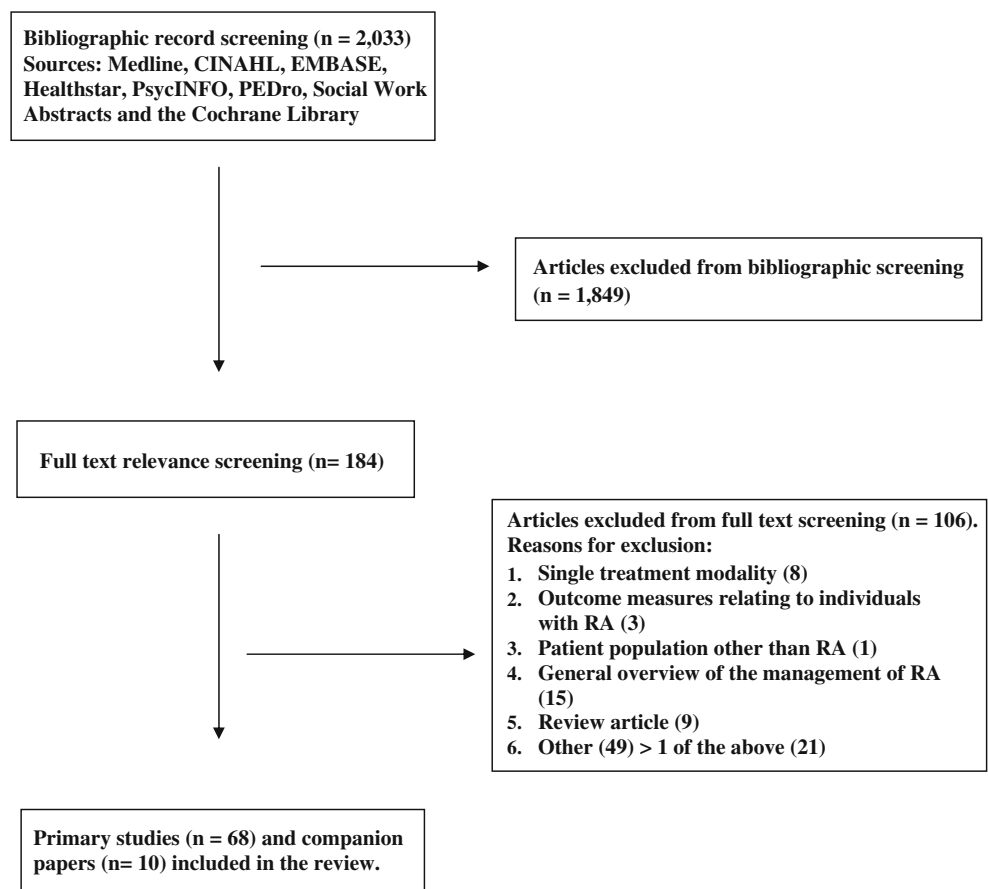 Bibliographic record screening (n = 2,033)
Sources: Medline, CINAHL, EMBASE,
Healthstar, PsycINFO, PEDro, Social Work
Abstracts and the Cochrane Library
Articles excluded from bibliographic screening
(n = 1,849)
Full text relevance screening (n= 184)
Articles excluded from full text screening (n = 106).
Reasons for exclusion:
1. Single treatment modality (8)
2. Outcome measures relating to individuals
with RA (3)
3. Patient population other than RA (1)
4. General overview of the management of RA
(15)
5. Review article (9)
6. Other (49) > 1 of the above (21)
Primary studies (n = 68) and companion
papers (n= 10) included in the review.